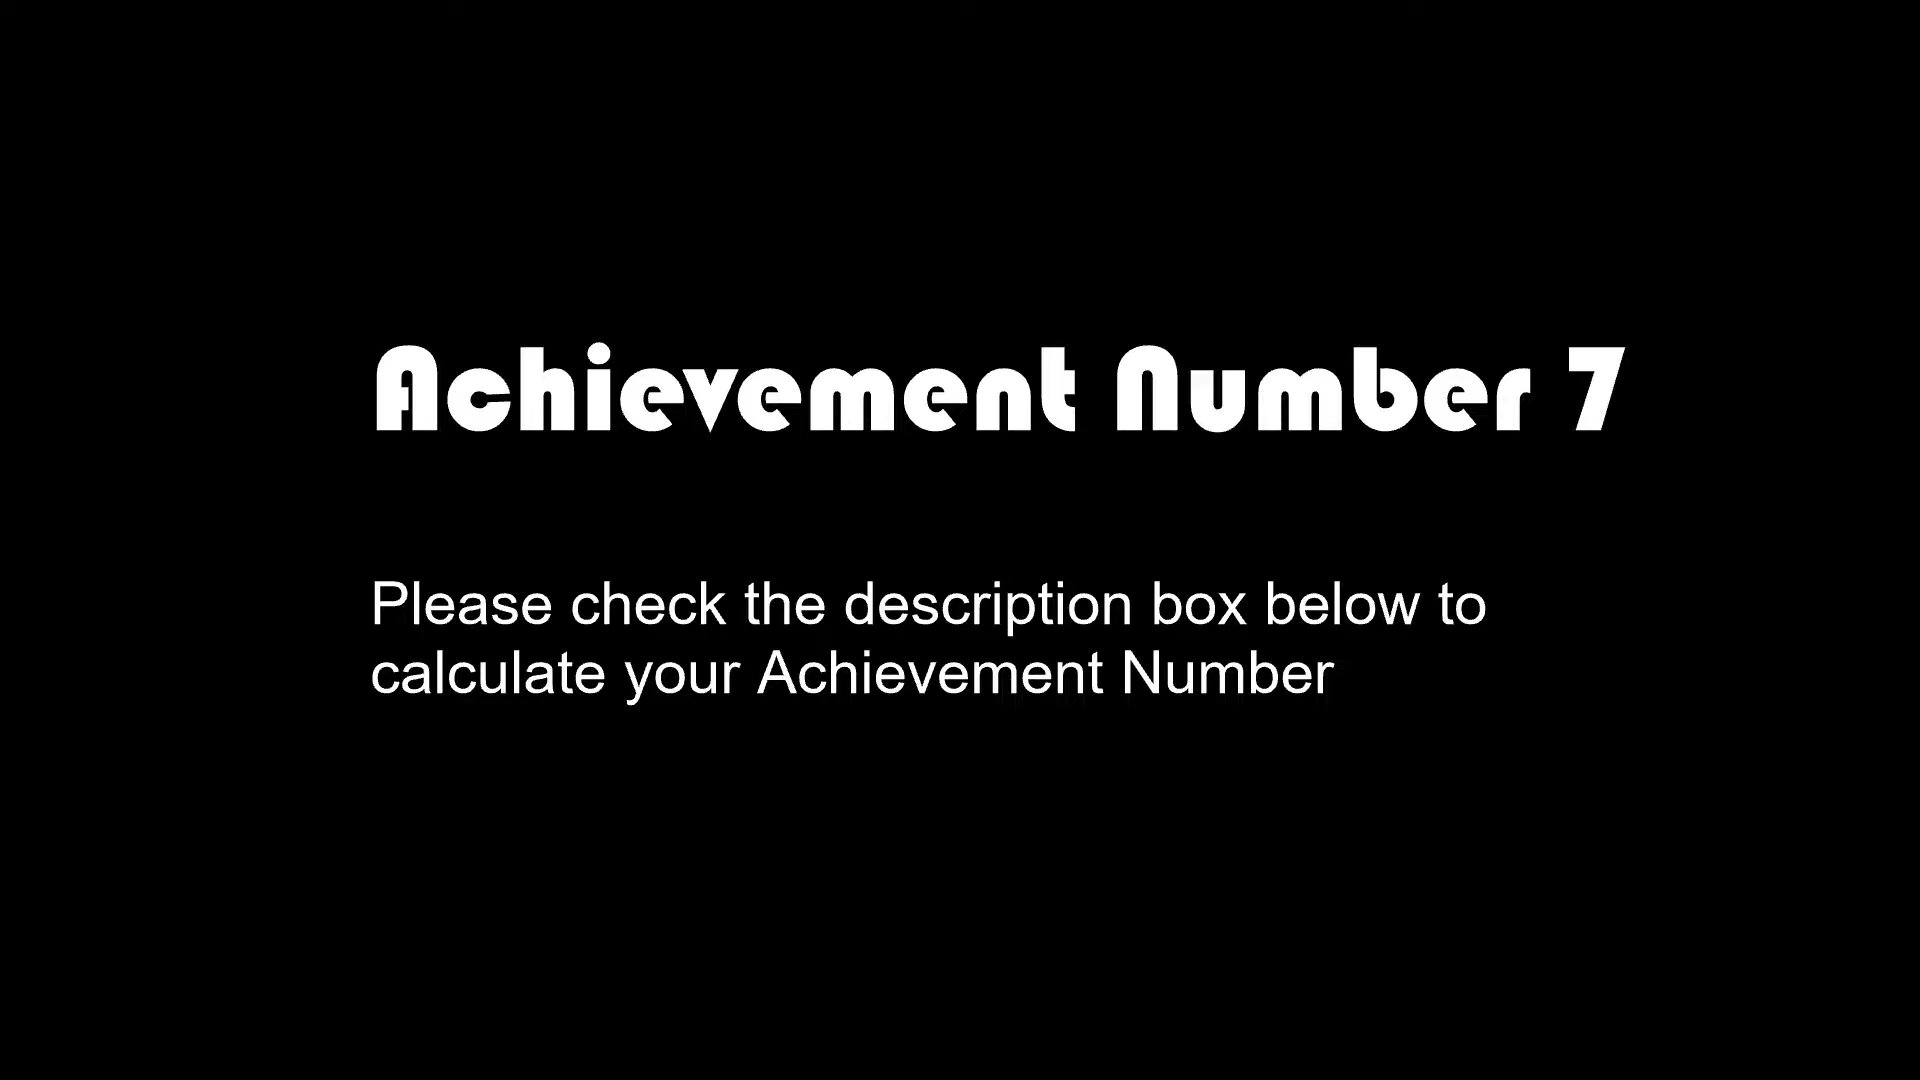 Achievement Number 7
Please check the description box below to
calculate your Achievement Number